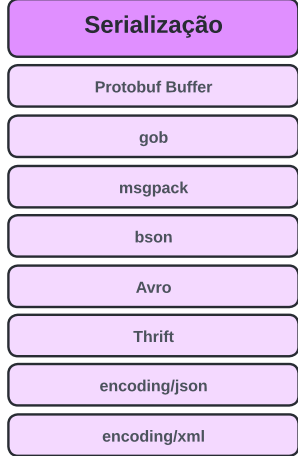 Serialização
Protobuf Buffer
gob
msgpack
bson
Avro
Thrift
encoding/json
encoding/xml